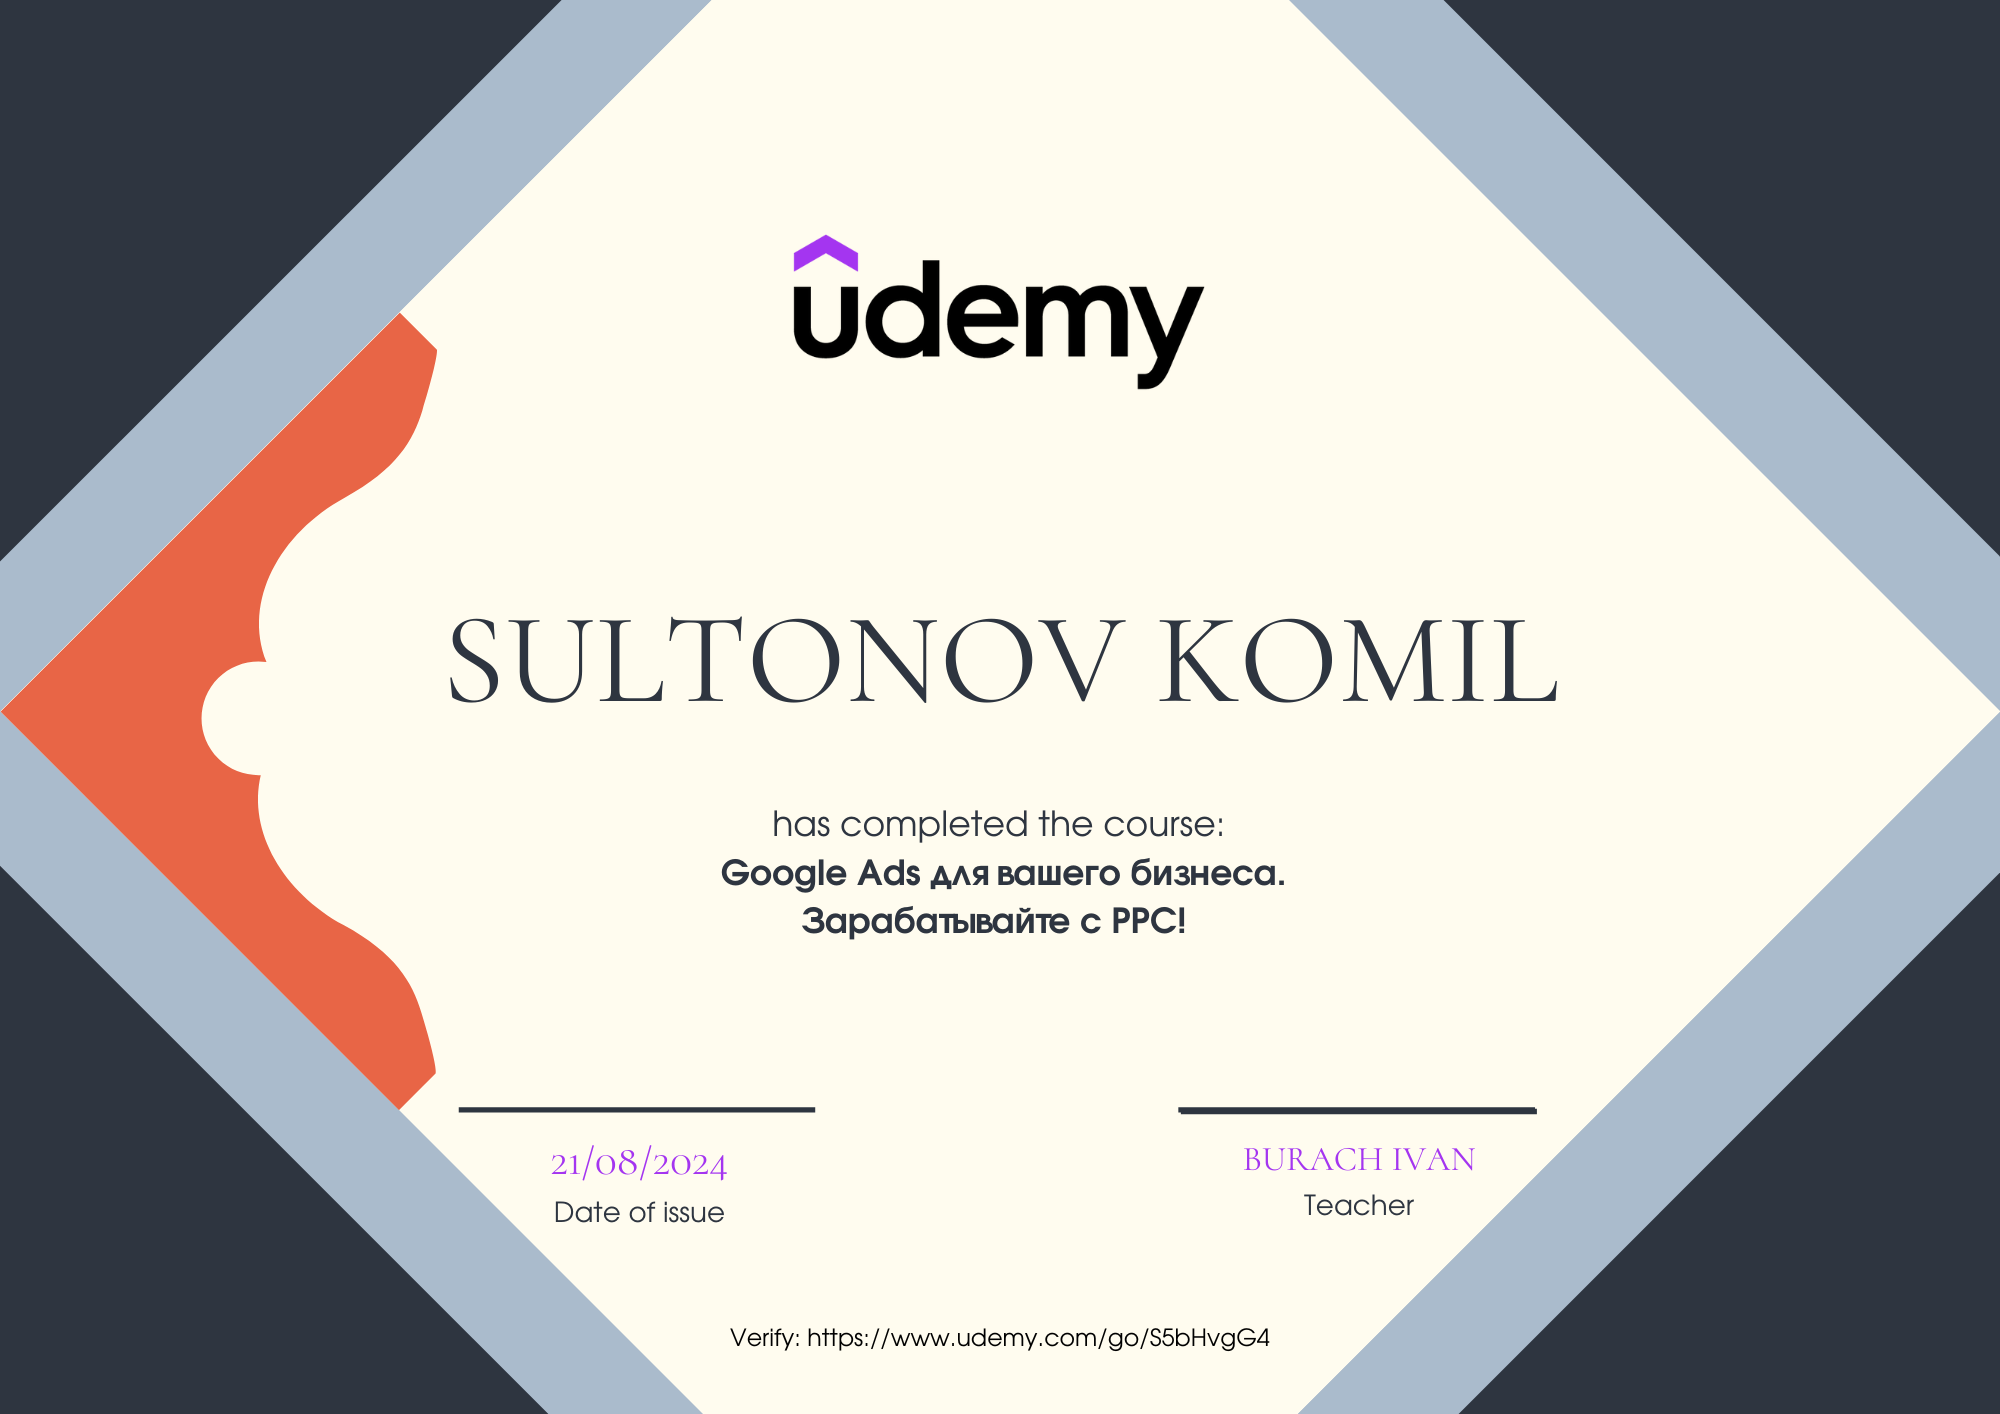 udemy
SULTONOV KOMIL
has completed the course:
Google Ads для вашего бизнеса.
Зарабатывайте с PPC!
21/08/2024
Date of issue
BURACH IVAN
Teacher
Verify: https://www.udemy.com/go/S5bHvgG4